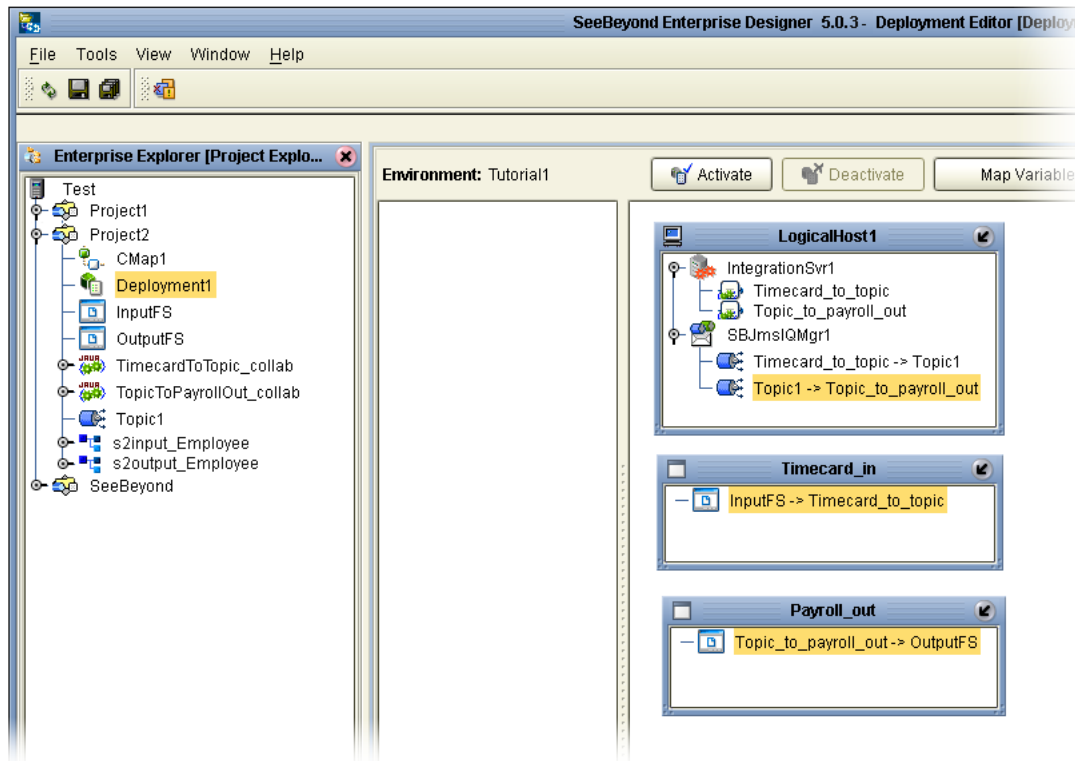 SeeBeyond Enterprise Designer 5.0.3 - Deployment Editor [Deploy
File Tools View Window Help
Enterprise Explorer [Project Explo...
Test
Project1
Project2
CMap1
Deployment1
InputFS
OutputFS
JAVA
TimecardToTopic_collab
JAVA
TopicToPayrollOut_collab
Topic1
s2input_Employee
s2output_Employee
SeeBeyond
Environment: Tutorial1
Activate
Deactivate
Map Variable
LogicalHost1
IntegrationSvr1
Timecard_to_topic
Topic_to_payroll_out
SBJmsIQMgr1
Timecard_to_topic -> Topic1
Topic1 -> Topic_to_payroll_out
Timecard_in
InputFS -> Timecard_to_topic
Payroll_out
Topic_to_payroll_out -> OutputFS